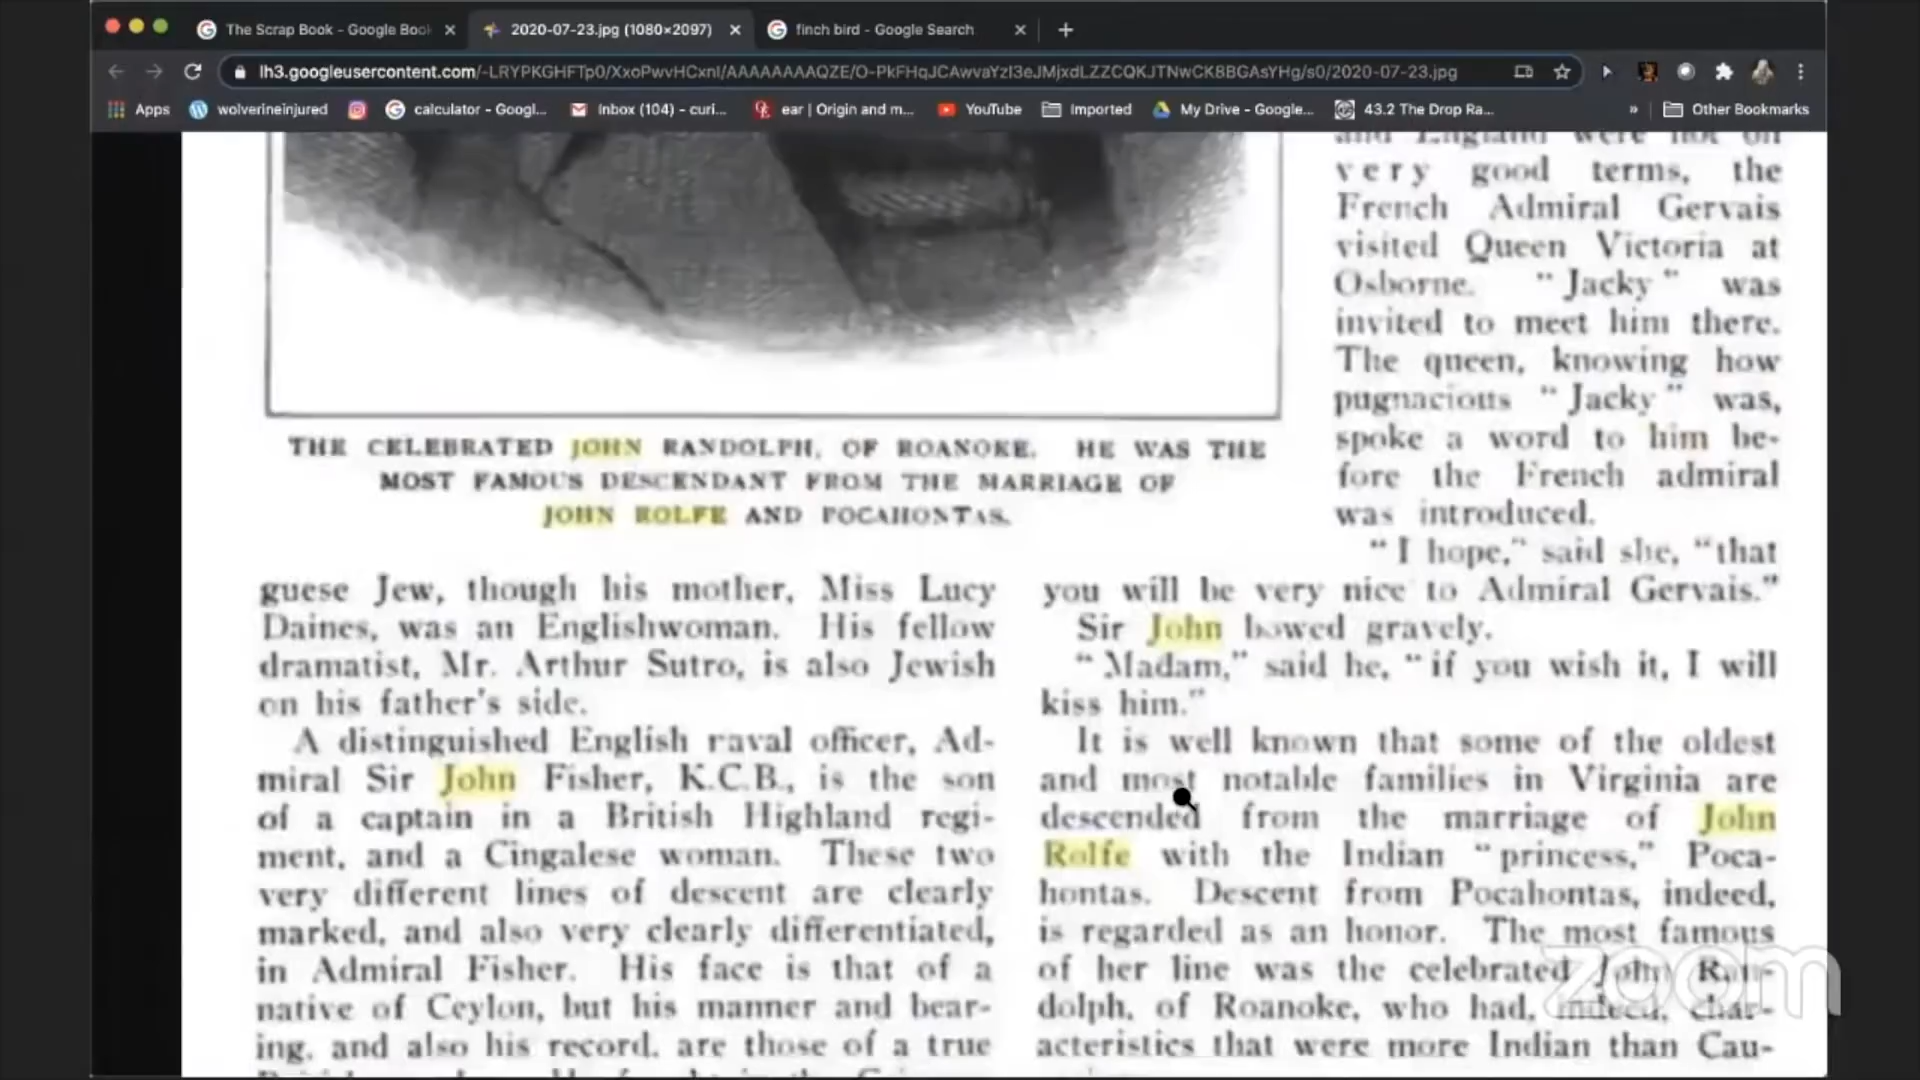 The Scrap Book - Google Book
2020-07-23.jpg (1080×2097)
finch bird - Google Search
lh3.googleusercontent.com/-LRYPKGHFTp0/XxoPwvHCxnI/AAAAAAAAQZE/O-PkFHqJCAwvaYzI3eJMjxdLZZCQKJTNwCK8BGAsYHg/s0/2020-07-23.jpg
Apps
wolverineinjured
calculator - Googl...
Inbox (104) - curi...
ear | Origin and m...
YouTube
Imported
My Drive - Google...
43.2 The Drop Ra...
»
Other Bookmarks
THE CELEBRATED JOHN RANDOLPH, OF ROANOKE. HE WAS THE
MOST FAMOUS DESCENDANT FROM THE MARRIAGE OF
JOHN ROLFE AND POCAHONTAS.
guese Jew, though his mother, Miss Lucy
Daines, was an Englishwoman. His fellow
dramatist, Mr. Arthur Sutro, is also Jewish
on his father's side.
A distinguished English naval officer, Ad-
miral Sir John Fisher, K.C.B., is the son
of a captain in a British Highland regi-
ment, and a Cingalese woman. These two
very different lines of descent are clearly
marked, and also very clearly differentiated,
in Admiral Fisher. His face is that of a
native of Ceylon, but his manner and bear-
ing, and also his record, are those of a true
and England were not on
very good terms, the
French Admiral Gervais
visited Queen Victoria at
Osborne. "Jacky" was
invited to meet him there.
The queen, knowing how
pugnacious "Jacky" was,
spoke a word to him be-
fore the French admiral
was introduced.
"I hope," said she, "that
you will be very nice to Admiral Gervais."
Sir John bowed gravely.
"Madam," said he, "if you wish it, I will
kiss him."
It is well known that some of the oldest
and most notable families in Virginia are
descended from the marriage of John
Rolfe with the Indian "princess," Poca-
hontas. Descent from Pocahontas, indeed,
is regarded as an honor. The most famous
of her line was the celebrated John Ran-
dolph, of Roanoke, who had, indeed, char-
acteristics that were more Indian than Cau-
zoom